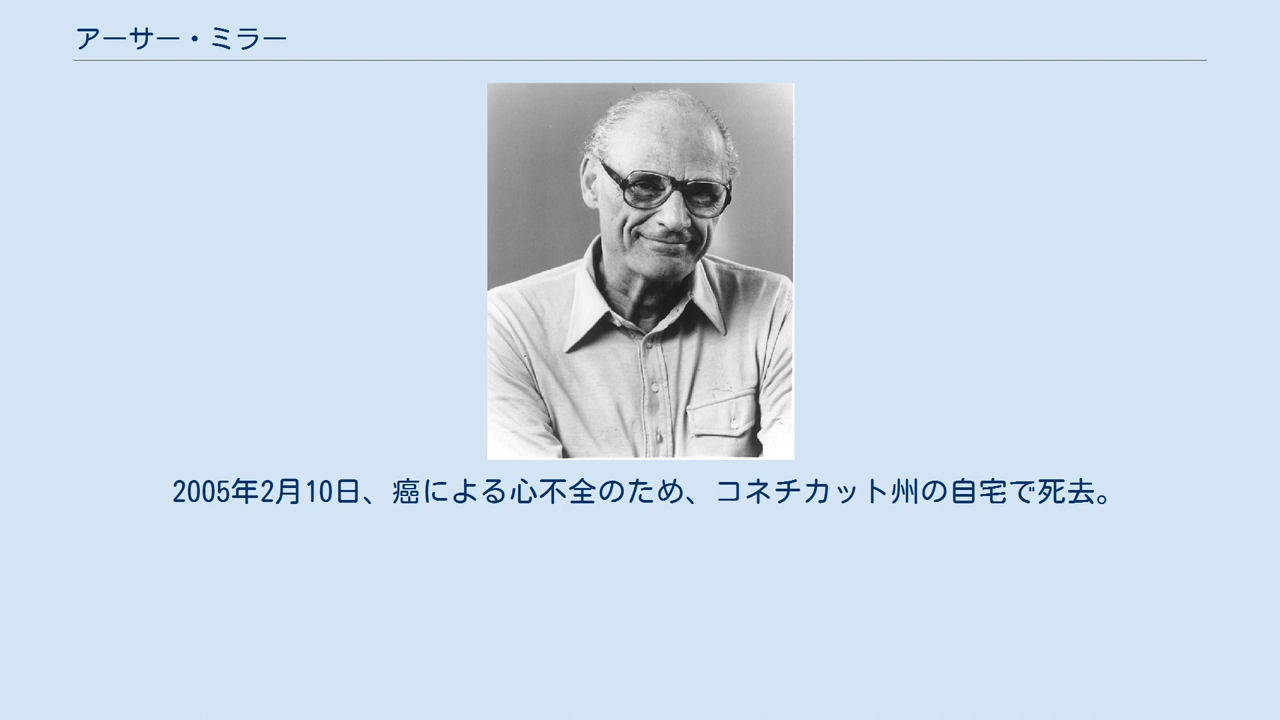 アーサー・ミラー
2005年2月10日、癌による心不全のため、コネチカット州の自宅で死去。